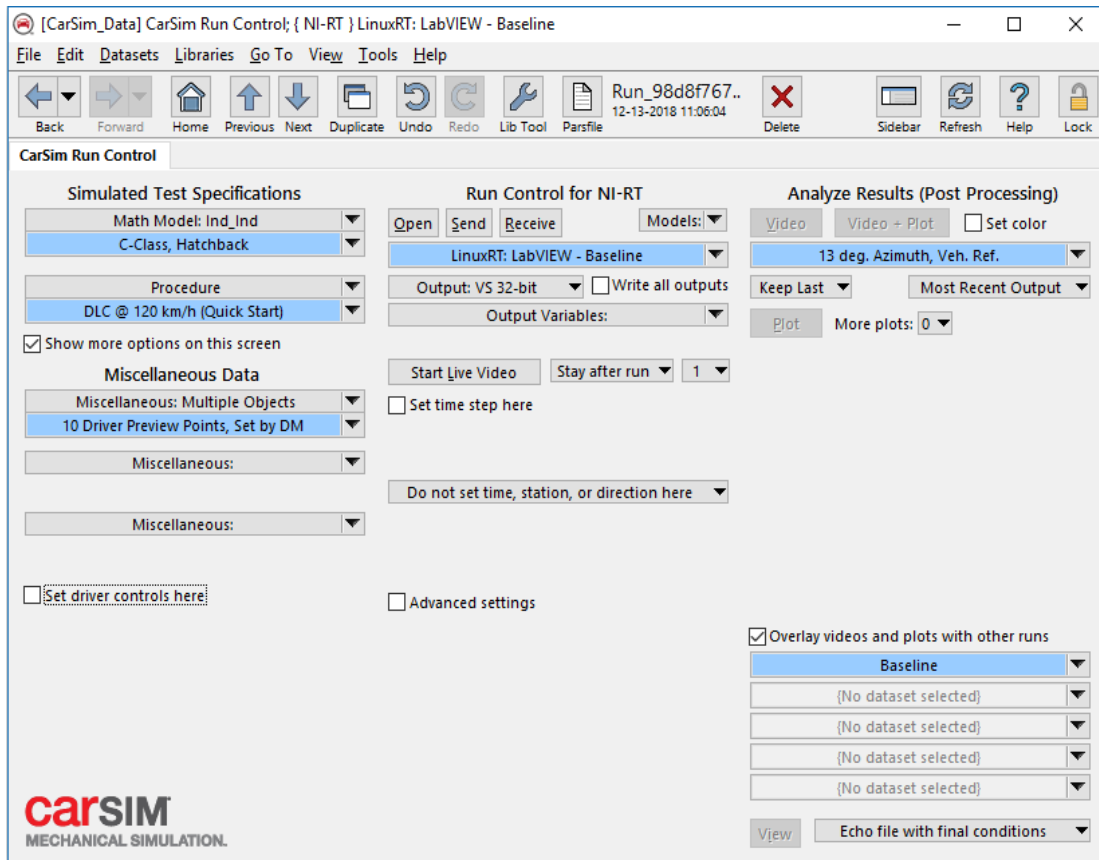 [CarSim_Data] CarSim Run Control; { NI-RT } LinuxRT: LabVIEW - Baseline
File Edit Datasets Libraries Go To View Tools Help
Run_98d8f767..
12-13-2018 11:06:04
Back Forward Home Previous Next Duplicate Undo Redo Lib Tool Parsfile Delete Sidebar Refresh Help Lock
CarSim Run Control
Simulated Test Specifications
Math Model: Ind_Ind
C-Class, Hatchback
Procedure
DLC @ 120 km/h (Quick Start)
Show more options on this screen
Miscellaneous Data
Miscellaneous: Multiple Objects
10 Driver Preview Points, Set by DM
Miscellaneous:
Miscellaneous:
Set driver controls here
Run Control for NI-RT
Open Send Receive Models:
LinuxRT: LabVIEW - Baseline
Output: VS 32-bit Write all outputs
Output Variables:
Start Live Video Stay after run 1
Set time step here
Do not set time, station, or direction here
Advanced settings
Analyze Results (Post Processing)
Video Video + Plot Set color
13 deg. Azimuth, Veh. Ref.
Keep Last Most Recent Output
Plot More plots: 0
Overlay videos and plots with other runs
Baseline
{No dataset selected}
{No dataset selected}
{No dataset selected}
{No dataset selected}
View Echo file with final conditions
carSIM
MECHANICAL SIMULATION.